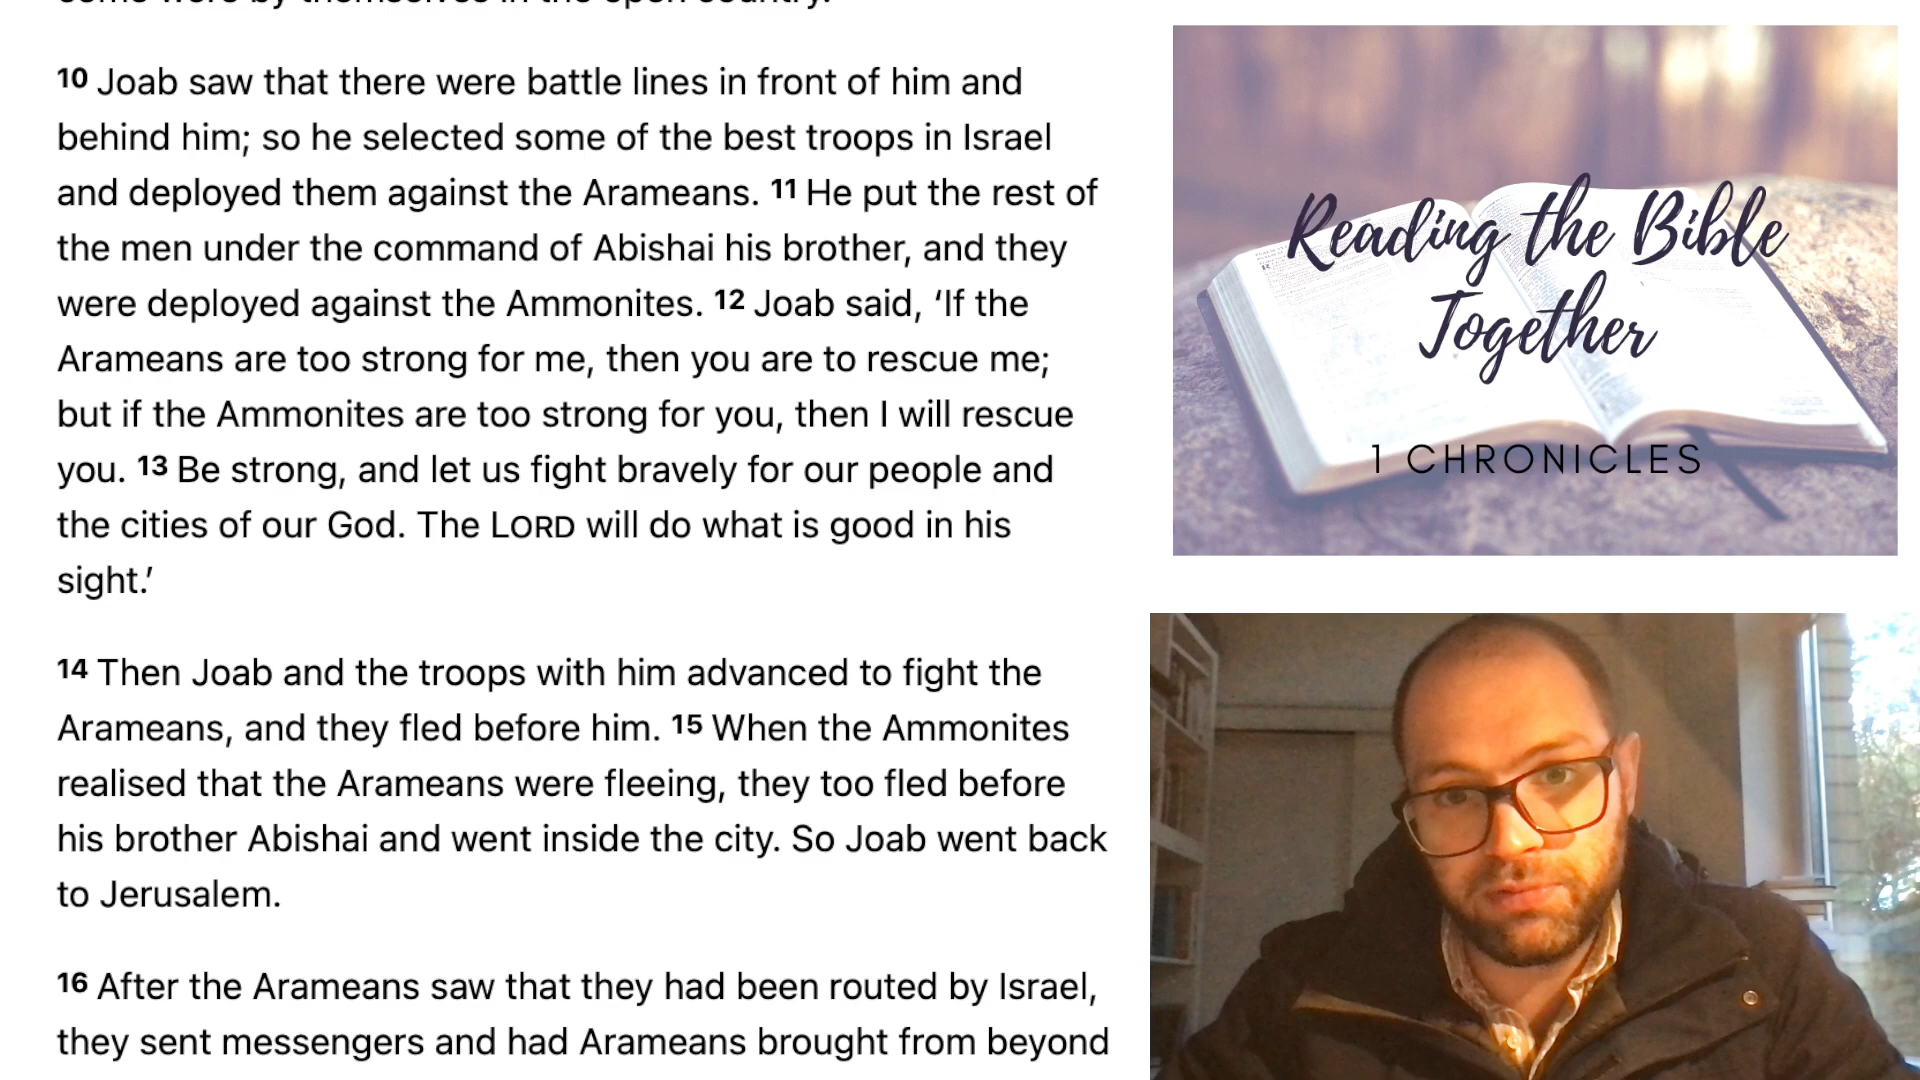 some were by themselves in the open country.
10 Joab saw that there were battle lines in front of him and
behind him; so he selected some of the best troops in Israel
and deployed them against the Arameans. 11 He put the rest of
the men under the command of Abishai his brother, and they
were deployed against the Ammonites. 12 Joab said, ‘If the
Arameans are too strong for me, then you are to rescue me;
but if the Ammonites are too strong for you, then I will rescue
you. 13 Be strong, and let us fight bravely for our people and
the cities of our God. The LORD will do what is good in his
sight.’
14 Then Joab and the troops with him advanced to fight the
Arameans, and they fled before him. 15 When the Ammonites
realised that the Arameans were fleeing, they too fled before
his brother Abishai and went inside the city. So Joab went back
to Jerusalem.
16 After the Arameans saw that they had been routed by Israel,
they sent messengers and had Arameans brought from beyond
Reading the Bible
Together
1 CHRONICLES